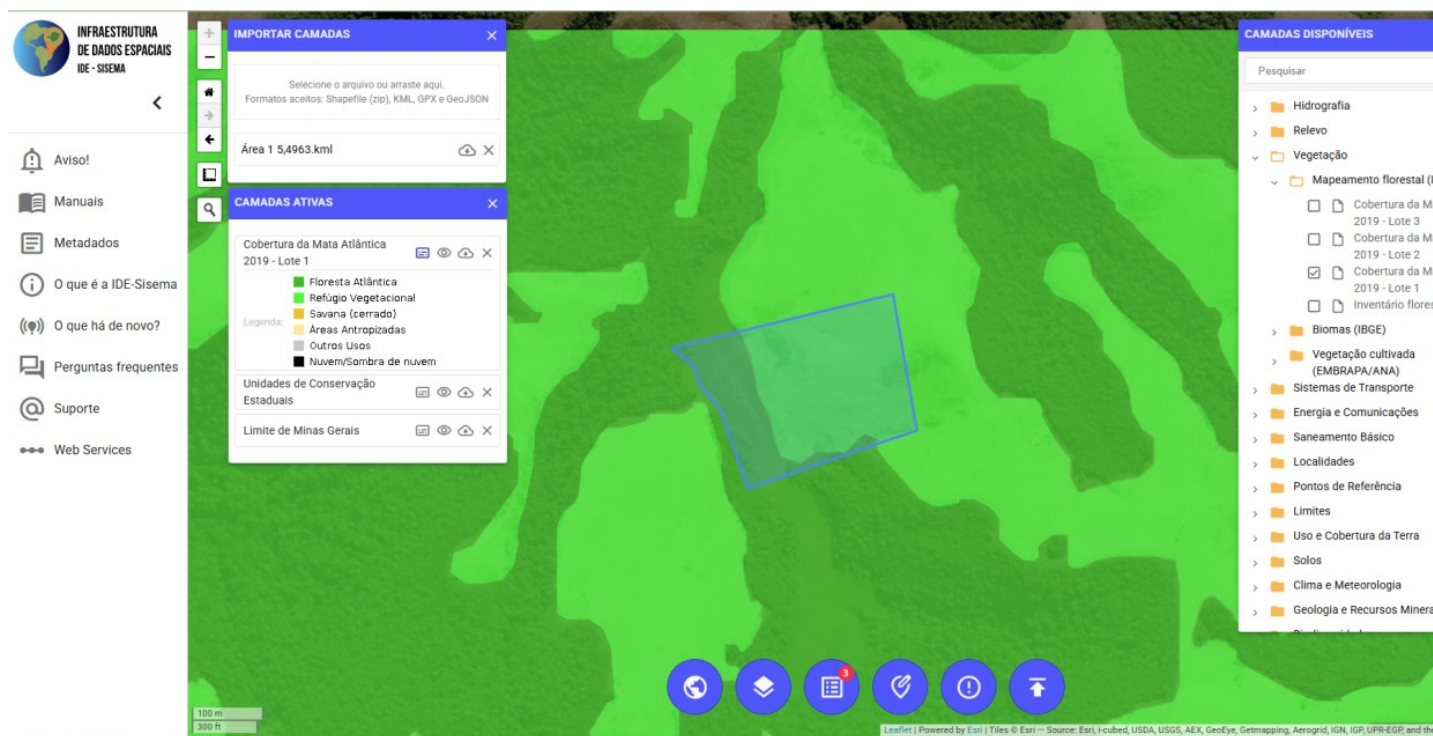 INFRAESTRUTURA
DE DADOS ESPACIAIS
IDE - SISEMA
Aviso!
Manuais
Metadados
O que é a IDE-Sisema
O que há de novo?
Perguntas frequentes
Suporte
Web Services
IMPORTAR CAMADAS
Selecione o arquivo ou arraste aqui.
Formatos aceitos: Shapefile (zip), KML, GPX e GeoJSON
Área 1 5,4963.kml
CAMADAS ATIVAS
Cobertura da Mata Atlântica
2019 - Lote 1
Legenda:
Floresta Atlântica
Refúgio Vegetacional
Savana (cerrado)
Áreas Antropizadas
Outros Usos
Nuvem/Sombra de nuvem
Unidades de Conservação
Estaduais
Limite de Minas Gerais
CAMADAS DISPONÍVEIS
Pesquisar
Hidrografia
Relevo
Vegetação
Mapeamento florestal (I
Cobertura da Ma
2019 - Lote 3
Cobertura da Ma
2019 - Lote 2
Cobertura da Ma
2019 - Lote 1
Inventário flores
Biomas (IBGE)
Vegetação cultivada
(EMBRAPA/ANA)
Sistemas de Transporte
Energia e Comunicações
Saneamento Básico
Localidades
Pontos de Referência
Limites
Uso e Cobertura da Terra
Solos
Clima e Meteorologia
Geologia e Recursos Minera
3
100 m
300 ft
Leaflet | Powered by Esri | Tiles © Esri — Source: Esri, i-cubed, USDA, USGS, AEX, GeoEye, Getmapping, Aerogrid, IGN, IGP, UPR-EGP, and the